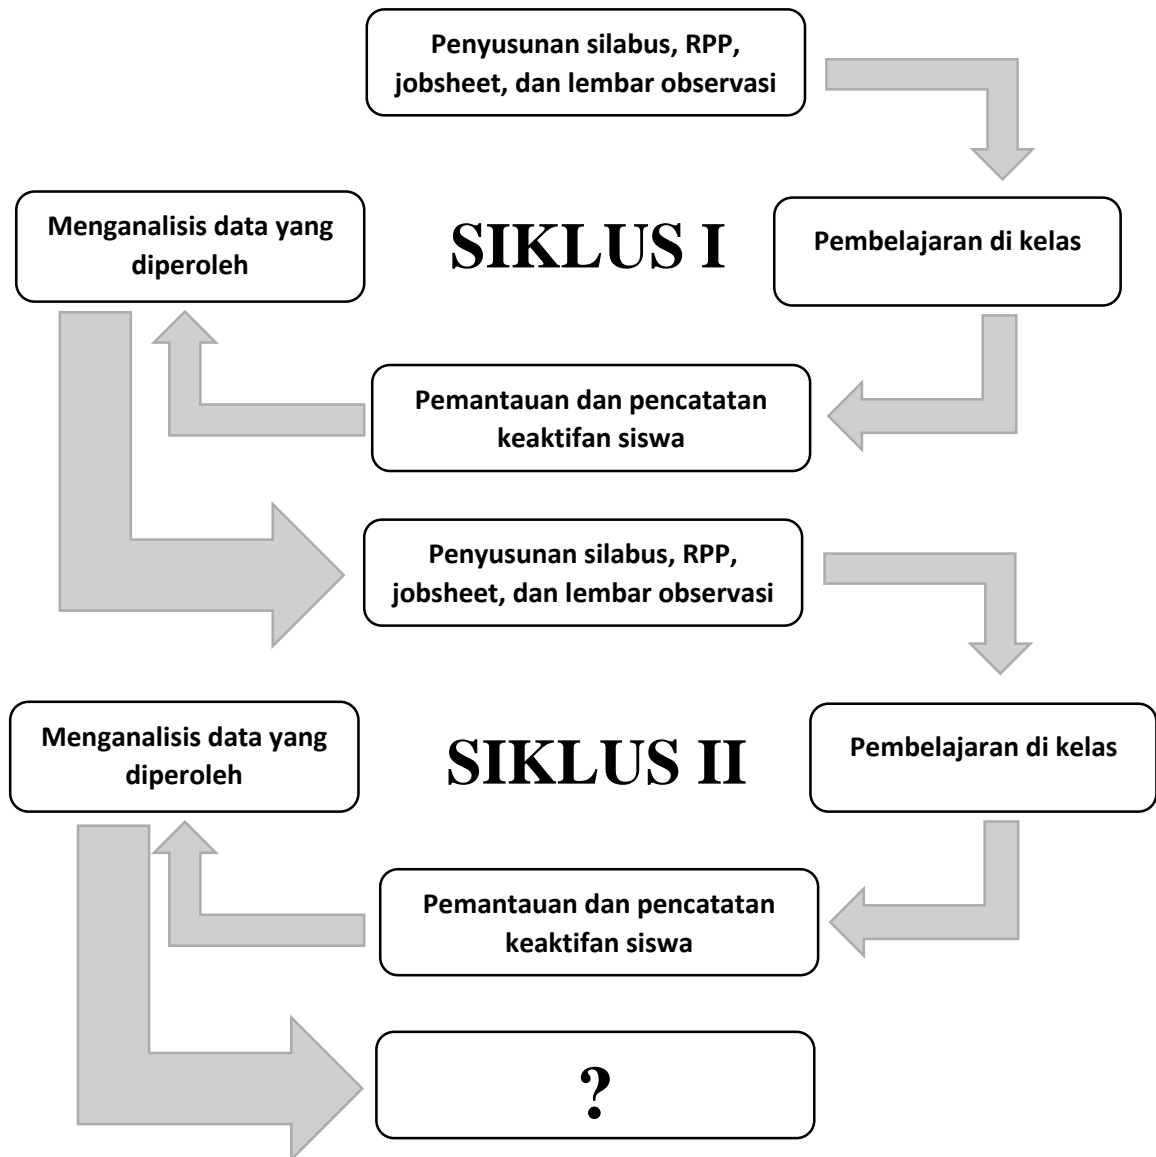 Penyusunan silabus, RPP,
jobsheet, dan lembar observasi
Menganalisis data yang
diperoleh
SIKLUS I
Pembelajaran di kelas
Pemantauan dan pencatatan
keaktifan siswa
Penyusunan silabus, RPP,
jobsheet, dan lembar observasi
Menganalisis data yang
diperoleh
SIKLUS II
Pembelajaran di kelas
Pemantauan dan pencatatan
keaktifan siswa
?